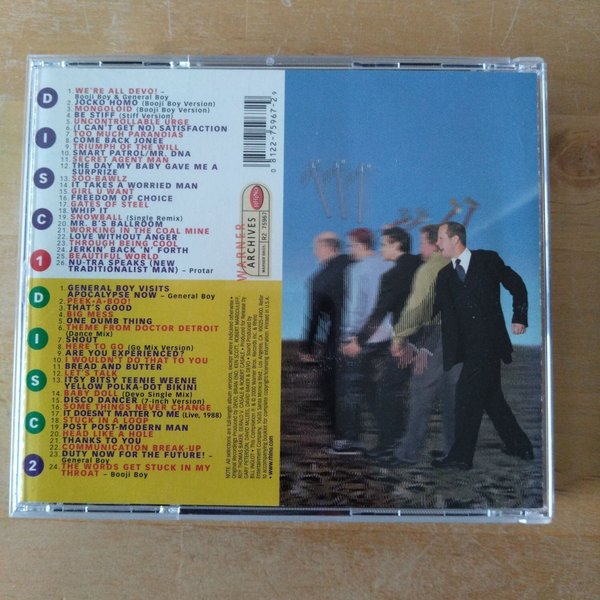 DISC 1
1. WE'RE ALL DEVO! –
Booji Boy & General Boy
2. JOCKO HOMO (Booji Boy Version)
3. MONGOLOID (Booji Boy Version)
4. BE STIFF (Stiff Version)
5. UNCONTROLLABLE URGE
6. (I CAN'T GET NO) SATISFACTION
7. TOO MUCH PARANOIAS
8. COME BACK JONEE
9. TRIUMPH OF THE WILL
10. SMART PATROL/MR. DNA
11. SECRET AGENT MAN
12. THE DAY MY BABY GAVE ME A
SURPRIZE
13. SOO-BAWLZ
14. IT TAKES A WORRIED MAN
15. GIRL U WANT
16. FREEDOM OF CHOICE
17. GATES OF STEEL
18. WHIP IT
19. SNOWBALL (Single Remix)
20. MR. B'S BALLROOM
21. WORKING IN THE COAL MINE
22. LOVE WITHOUT ANGER
23. THROUGH BEING COOL
24. JERKIN' BACK 'N' FORTH
25. BEAUTIFUL WORLD
26. NU-TRA SPEAKS (NEW
TRADITIONALIST MAN) – Protar
DISC 2
1. GENERAL BOY VISITS
APOCALYPSE NOW – General Boy
2. PEEK-A-BOO!
3. THAT'S GOOD
4. BIG MESS
5. ONE DUMB THING
6. THEME FROM DOCTOR DETROIT
(Dance Mix)
7. SHOUT
8. HERE TO GO (Go Mix Version)
9. ARE YOU EXPERIENCED?
10. WOULDN'T DO THAT TO YOU
11. BREAD AND BUTTER
12. LET'S TALK
13. ITSY BITSY TEENIE WEENIE
YELLOW POLKA-DOT BIKINI
14. BABY DOLL (Devo Single Mix)
15. DISCO DANCER (7-inch Version)
16. SOME THINGS NEVER CHANGE
17. IT DOESN'T MATTER TO ME (Live, 1988)
18. STUCK IN A LOOP
19. POST POST-MODERN MAN
20. HEAD LIKE A HOLE
21. THANKS TO YOU
22. COMMUNICATION BREAK-UP
23. DUTY NOW FOR THE FUTURE! –
General Boy
24. THE WORDS GET STUCK IN MY
THROAT – Booji Boy
0 8122-75967-2 9
WARNER
ARCHIVES
RHINO
R2 75967